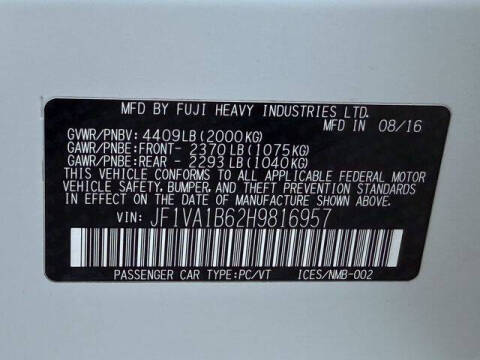 MFD BY FUJI HEAVY INDUSTRIES LTD.
MFD IN 08/16
GVWR/PNBV: 4409LB(2000KG)
GAWR/PNBE:FRONT- 2370LB(1075KG)
GAWR/PNBE:REAR - 2293LB(1040KG)
THIS VEHICLE CONFORMS TO ALL APPLICABLE FEDERAL MOTOR
VEHICLE SAFETY, BUMPER, AND THEFT PREVENTION STANDARDS
IN EFFECT ON THE DATE OF MANUFACTURE SHOWN ABOVE.
VIN: JF1VA1B62H9816957
PASSENGER CAR TYPE:PC/VT ICES/NMB-002